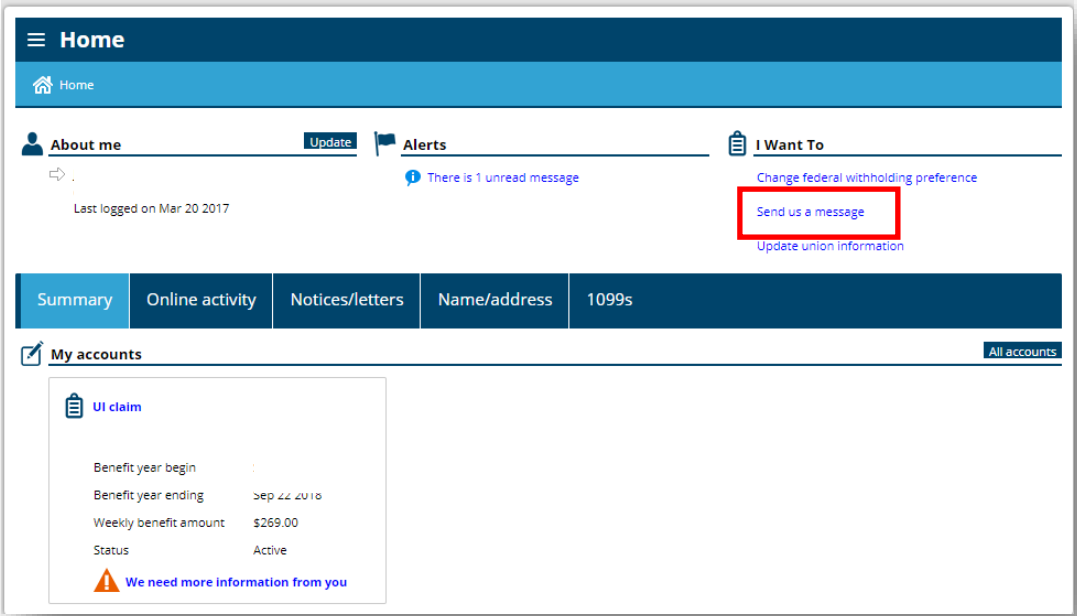 Home
Home
About me
Update
Alerts
I Want To
There is 1 unread message
Change federal withholding preference
Last logged on Mar 20 2017
Send us a message
Update union information
Summary
Online activity
Notices/letters
Name/address
1099s
My accounts
All accounts
UI claim
Benefit year begin
Benefit year ending Sep 22 2018
Weekly benefit amount $269.00
Status Active
We need more information from you